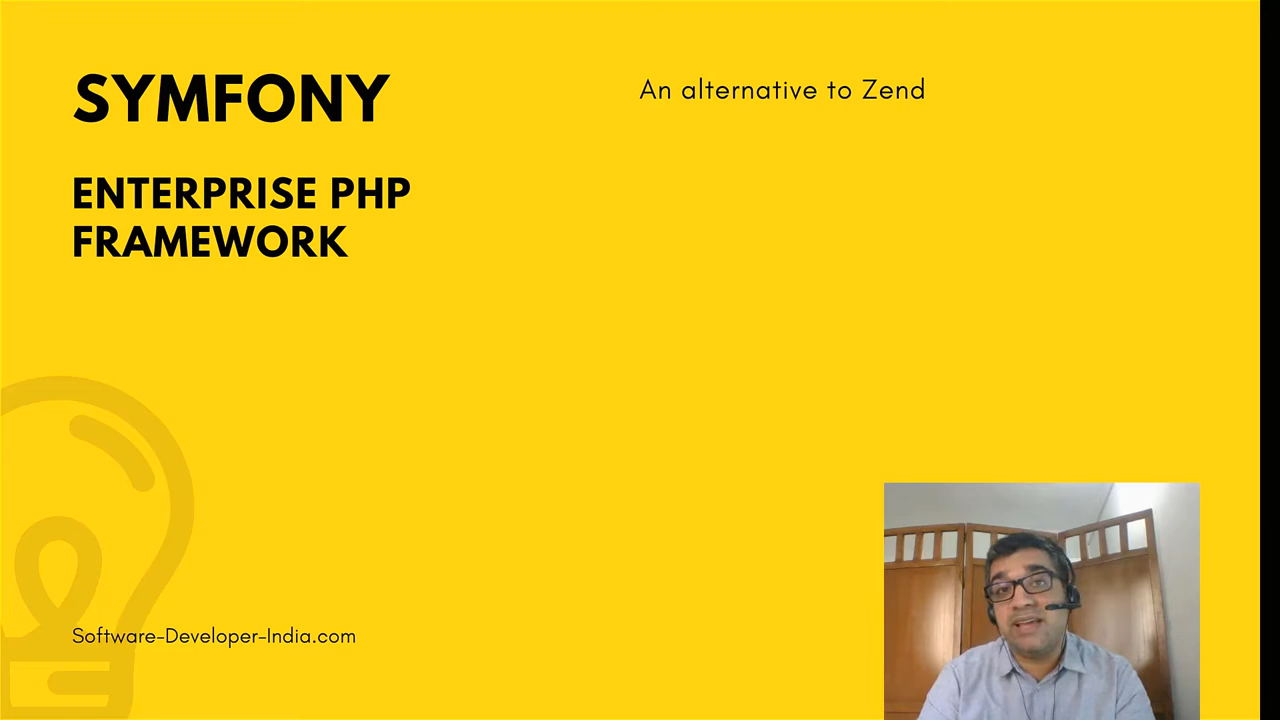 SYMFONY
An alternative to Zend
ENTERPRISE PHP
FRAMEWORK
Software-Developer-India.com